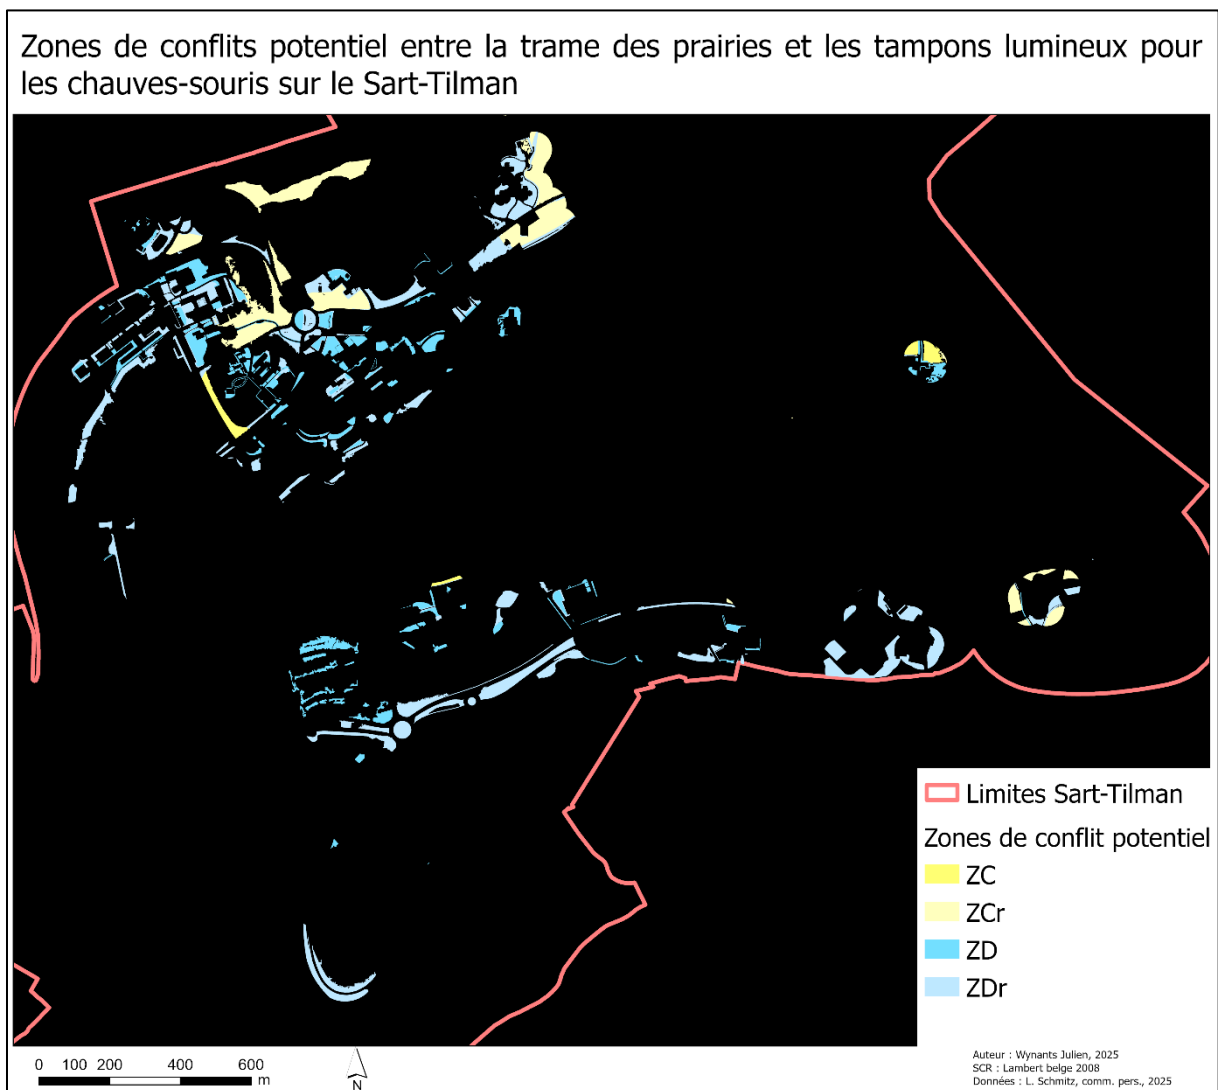 Zones de conflits potentiel entre la trame des prairies et les tampons lumineux pour
les chauves-souris sur le Sart-Tilman
Limites Sart-Tilman
Zones de conflit potentiel
ZC
ZCr
ZD
ZDr
0 100 200 400 600
m
N
Auteur : Wynants Julien, 2025
SCR : Lambert belge 2008
Données : L. Schmitz, comm. pers., 2025